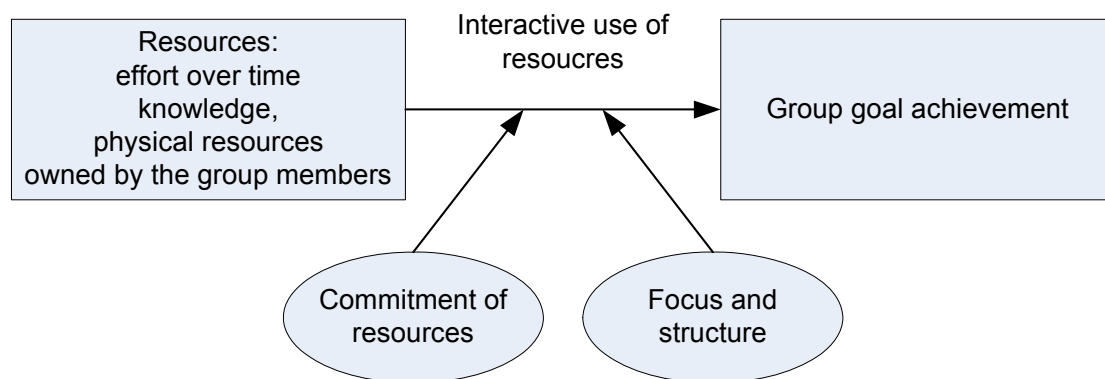 Resources:
effort over time
knowledge,
physical resources
owned by the group members
Interactive use of
resoucres
Group goal achievement
Commitment of
resources
Focus and
structure